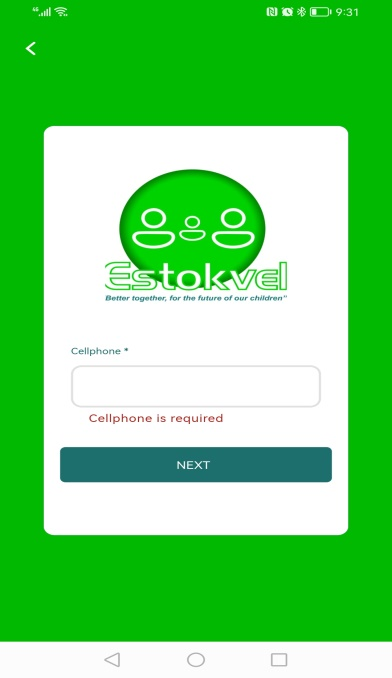 9:31
Estokvel
Better together, for the future of our children"
Cellphone *
Cellphone is required
NEXT